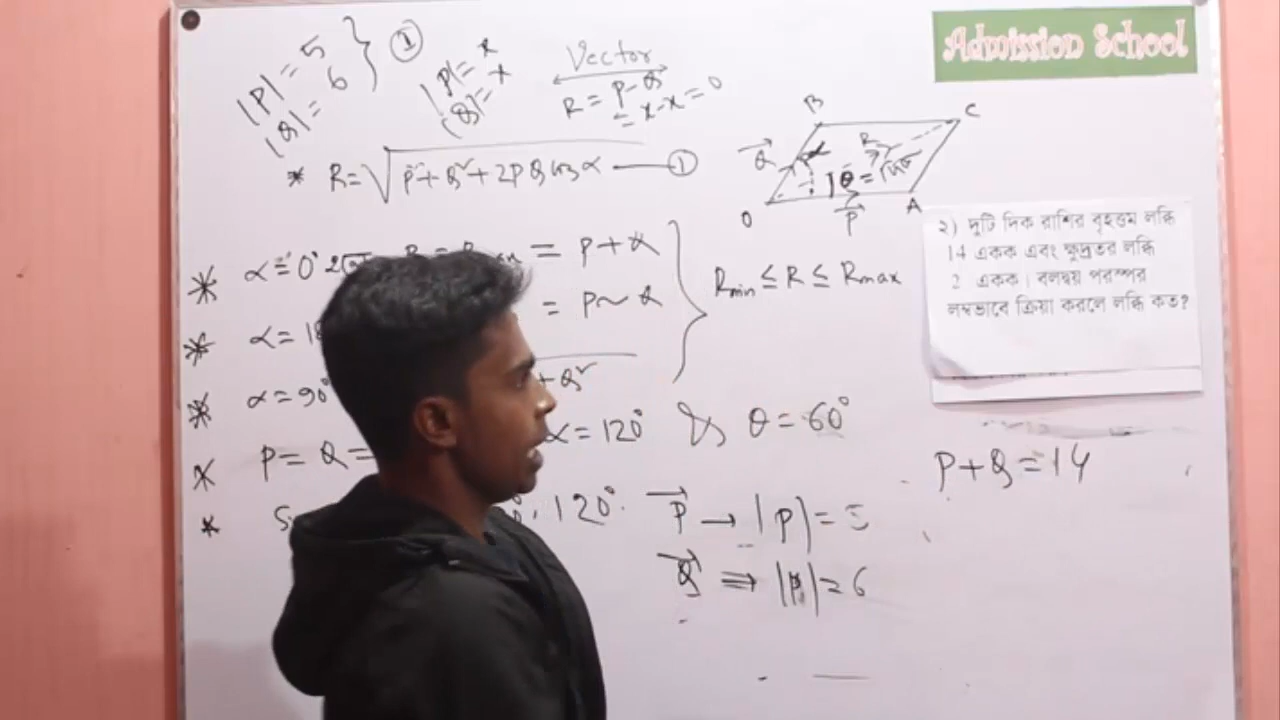 Admission School
|P| = 5
|Q| = 6 } ①
|P| = x
|Q| = x
Vector
R = P - Q
= x - x = 0
* R = √P²+Q²+2PQ cos α ——①
B C
Q R
θ =
O P A
* α = 0° = P + Q
* α = = P ~ Q
Rmin ≤ R ≤ Rmax
* α = 90° + Q²
* P = Q = α = 120° θ = 60°
* 120°
P → |P| = 5
Q ⇒ = 6
২) দুটি দিক রাশির বৃহত্তম লব্ধি
14 একক এবং ক্ষুদ্রতর লব্ধি
2 একক। বলদ্বয় পরস্পর
লম্বভাবে ক্রিয়া করলে লব্ধি কত?
P + Q = 14